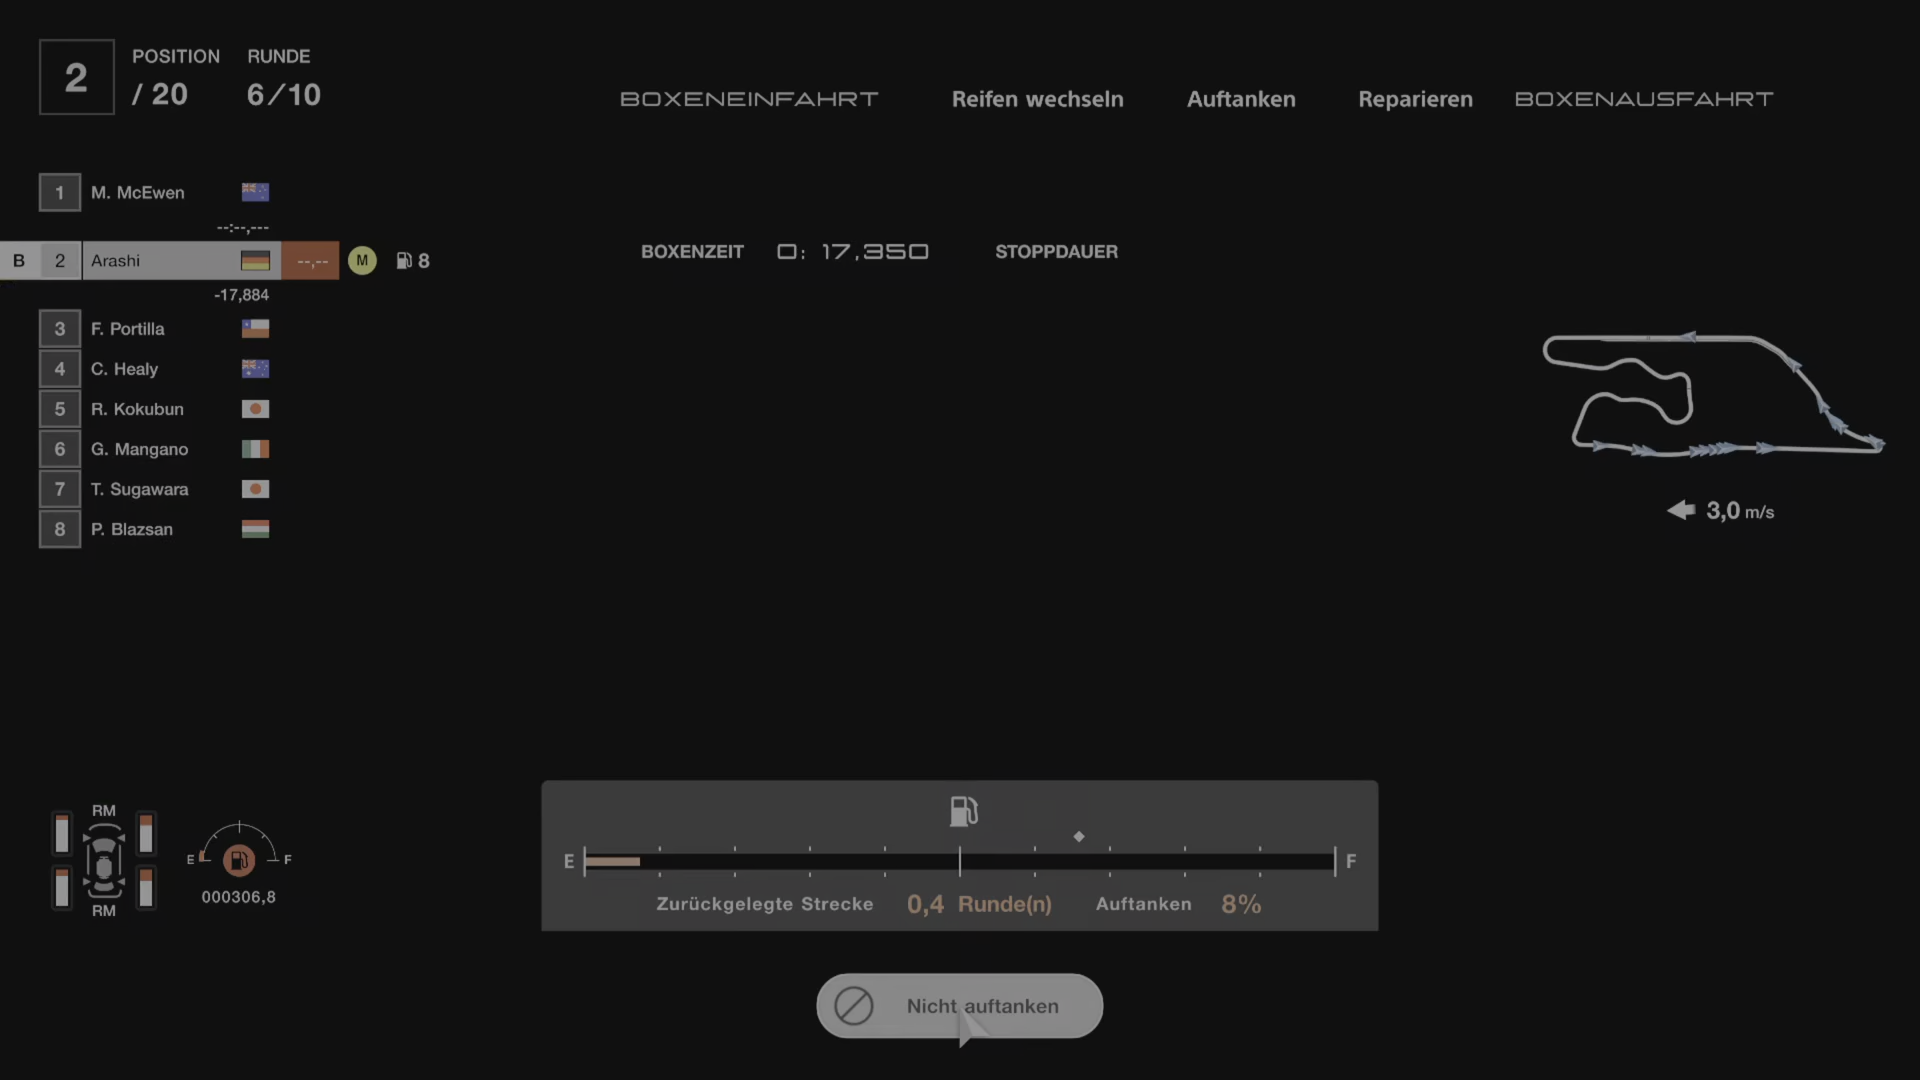 2 POSITION / 20
RUNDE 6/10
BOXENEINFAHRT Reifen wechseln Auftanken Reparieren BOXENAUSFAHRT
1 M. McEwen
--:--,---
B 2 Arashi --,-- M 8
-17,884
3 F. Portilla
4 C. Healy
5 R. Kokubun
6 G. Mangano
7 T. Sugawara
8 P. Blazsan
BOXENZEIT 0: 17,350 STOPPDAUER
3,0 m/s
RM
RM
E F
000306,8
E F
Zurückgelegte Strecke 0,4 Runde(n) Auftanken 8%
Nicht auftanken